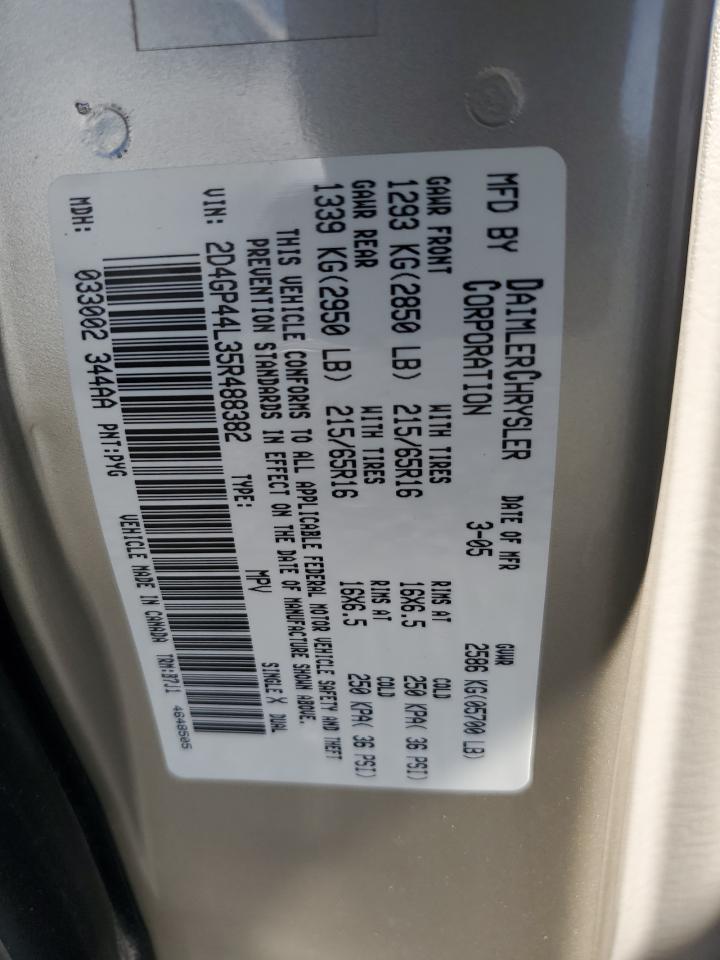 MFD BY DAIMLERCHRYSLER CORPORATION
DATE OF MFR 3-05
GVWR 2586 KG(05700 LB)
GAWR FRONT WITH TIRES RIMS AT COLD
1293 KG(2850 LB) 215/65R16 16X6.5 250 KPA( 36 PSI)
GAWR REAR WITH TIRES RIMS AT COLD
1339 KG(2950 LB) 215/65R16 16X6.5 250 KPA( 36 PSI)
THIS VEHICLE CONFORMS TO ALL APPLICABLE FEDERAL MOTOR VEHICLE SAFETY AND THEFT
PREVENTION STANDARDS IN EFFECT ON THE DATE OF MANUFACTURE SHOWN ABOVE.
VIN: 2D4GP44L35R488382 TYPE: MPV SINGLE X DUAL
MDH: 033002 344AA PNT:PYG VEHICLE MADE IN CANADA TRM:B7J1 4648505